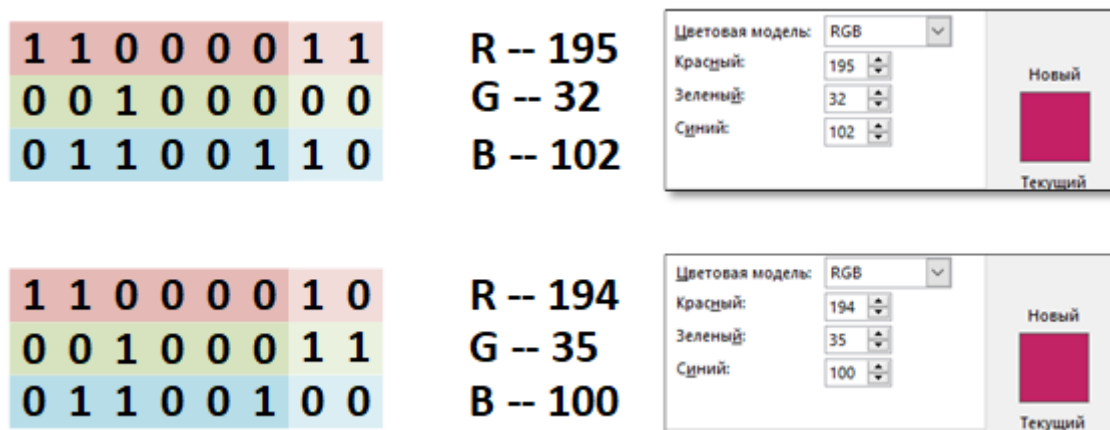 1 1 0 0 0 0 1 1
R -- 195
0 0 1 0 0 0 0 0
G -- 32
0 1 1 0 0 1 1 0
B -- 102
Цветовая модель: RGB
Красный: 195
Зеленый: 32
Синий: 102
Новый
Текущий
1 1 0 0 0 0 1 0
R -- 194
0 0 1 0 0 0 1 1
G -- 35
0 1 1 0 0 1 0 0
B -- 100
Цветовая модель: RGB
Красный: 194
Зеленый: 35
Синий: 100
Новый
Текущий